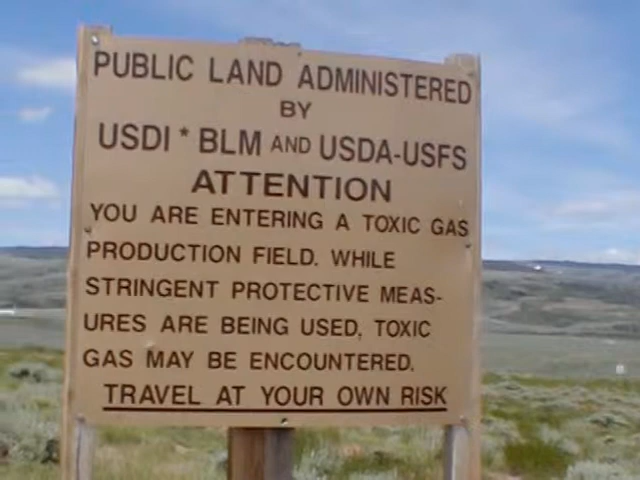 PUBLIC LAND ADMINISTERED
BY
USDI * BLM AND USDA-USFS
ATTENTION
YOU ARE ENTERING A TOXIC GAS
PRODUCTION FIELD. WHILE
STRINGENT PROTECTIVE MEAS-
URES ARE BEING USED, TOXIC
GAS MAY BE ENCOUNTERED.
TRAVEL AT YOUR OWN RISK